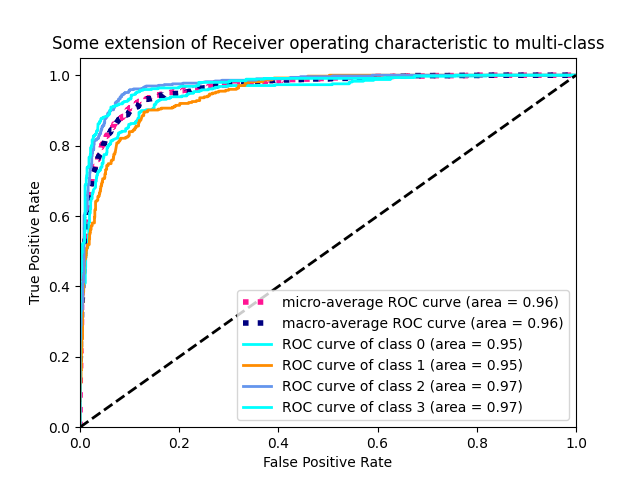 Some extension of Receiver operating characteristic to multi-class
1.0
0.8
0.6
0.4
0.2
0.0
True Positive Rate
micro-average ROC curve (area = 0.96)
macro-average ROC curve (area = 0.96)
ROC curve of class 0 (area = 0.95)
ROC curve of class 1 (area = 0.95)
ROC curve of class 2 (area = 0.97)
ROC curve of class 3 (area = 0.97)
0.0 0.2 0.4 0.6 0.8 1.0
False Positive Rate